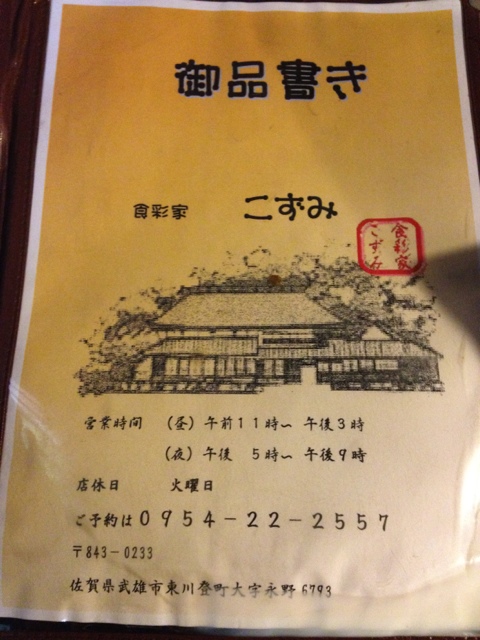 御品書き
食彩家 こずみ
食彩家
こずみ
営業時間 (昼) 午前11時〜 午後3時
(夜) 午後 5時〜 午後9時
店休日 火曜日
ご予約は0954-22-2557
〒843-0233
佐賀県武雄市東川登町大字永野6793